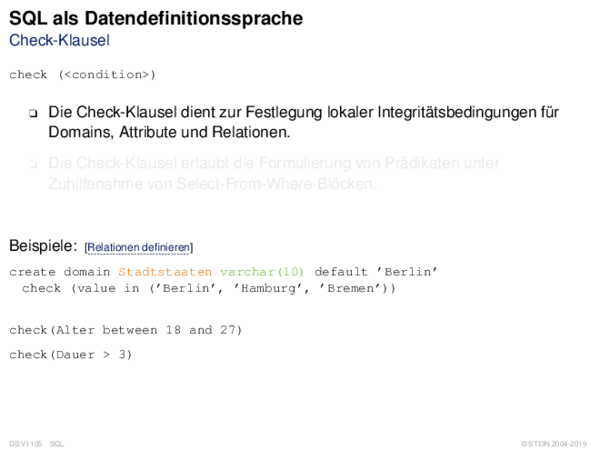 SQL als Datendefinitionssprache
Check-Klausel
check (<condition>)
❑ Die Check-Klausel dient zur Festlegung lokaler Integritätsbedingungen für
Domains, Attribute und Relationen.
❑ Die Check-Klausel erlaubt die Formulierung von Prädikaten unter
Zuhilfenahme von Select-From-Where-Blöcken.
Beispiele: [Relationen definieren]
create domain Stadtstaaten varchar(10) default ’Berlin’
check (value in (’Berlin’, ’Hamburg’, ’Bremen’))
check(Alter between 18 and 27)
check(Dauer > 3)
DB:VI-105 SQL
© STEIN 2004-2019